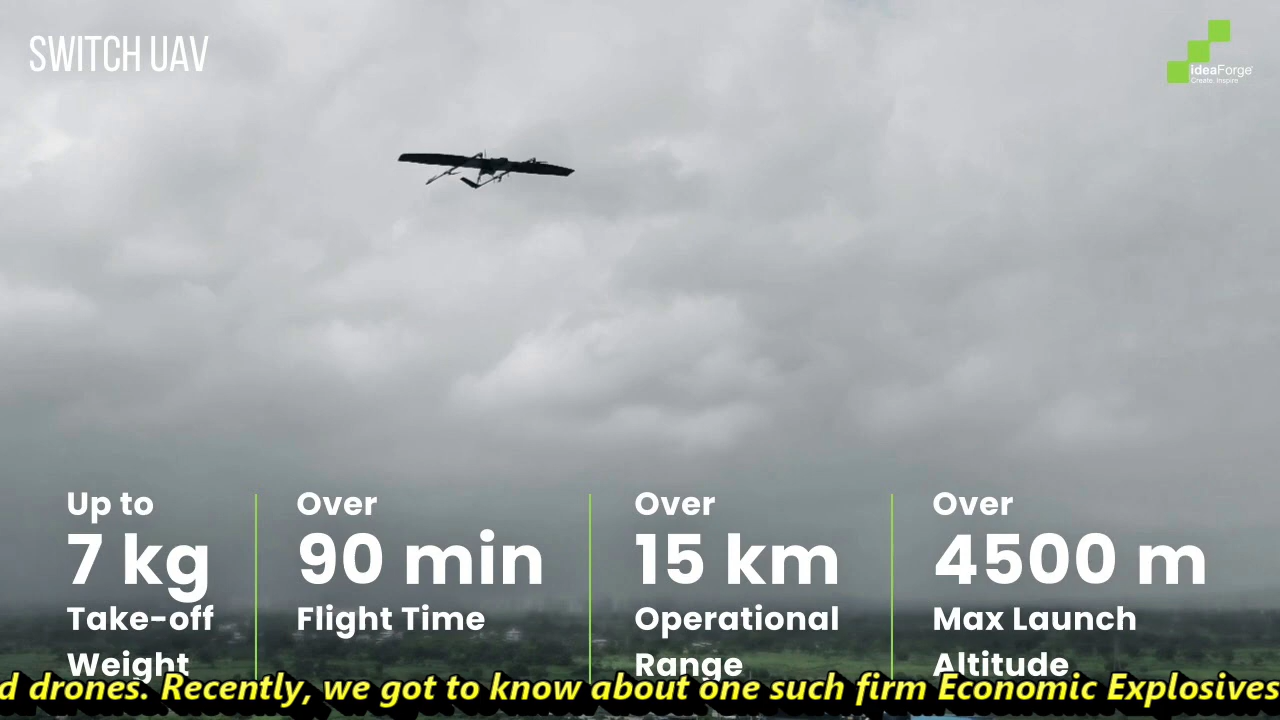 SWITCH UAV
ideaForge
Create. Inspire
Up to
7 kg
Take-off
Weight
Over
90 min
Flight Time
Over
15 km
Operational
Range
Over
4500 m
Max Launch
Altitude
d drones. Recently, we got to know about one such firm Economic Explosives